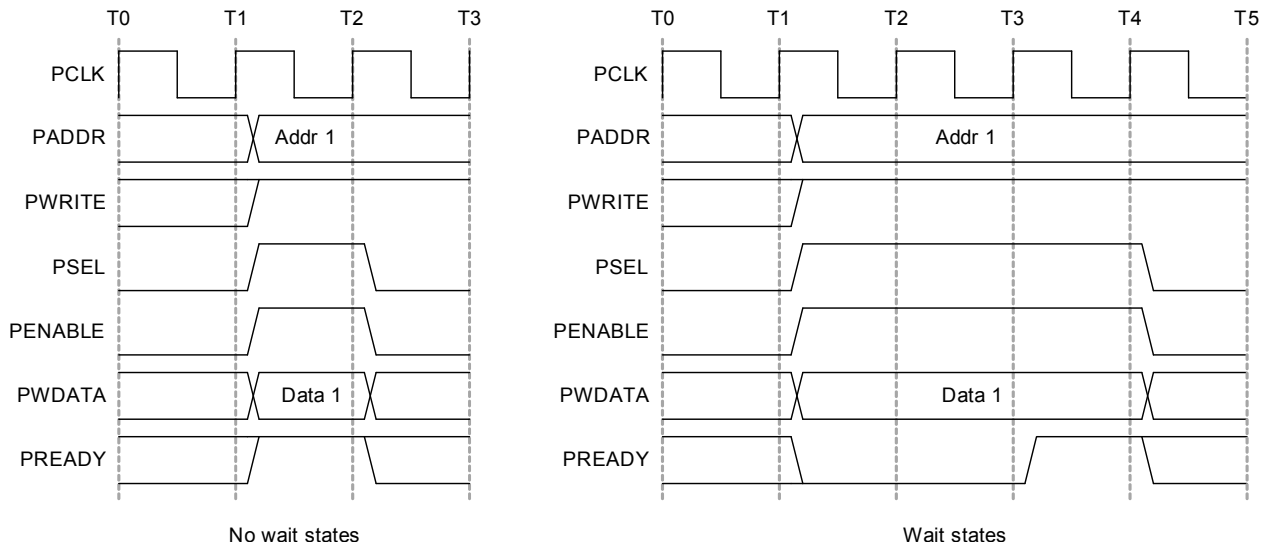 T0 T1 T2 T3
PCLK
PADDR Addr 1
PWRITE
PSEL
PENABLE
PWDATA Data 1
PREADY
No wait states
T0 T1 T2 T3 T4 T5
PCLK
PADDR Addr 1
PWRITE
PSEL
PENABLE
PWDATA Data 1
PREADY
Wait states